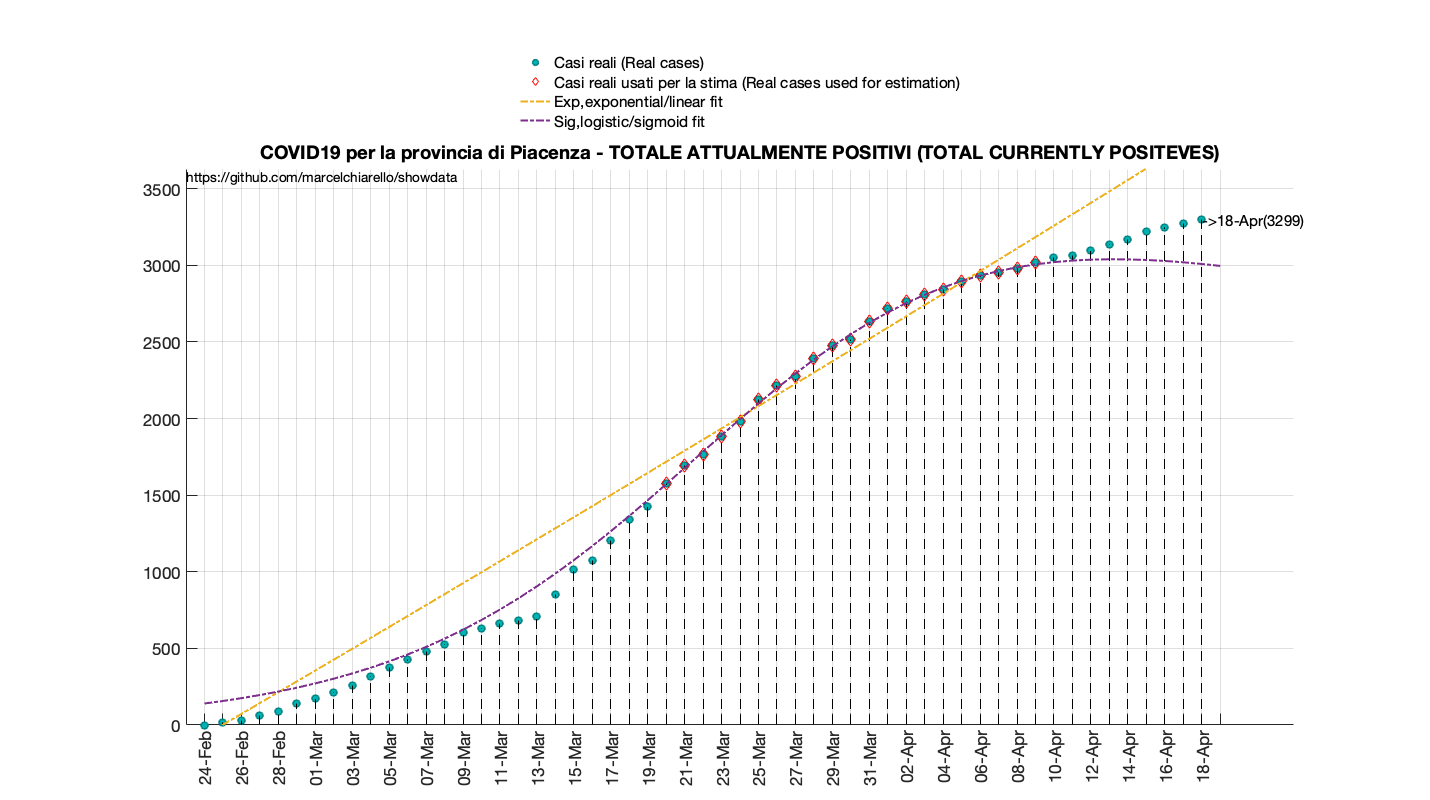 Casi reali (Real cases)
Casi reali usati per la stima (Real cases used for estimation)
Exp,exponential/linear fit
Sig,logistic/sigmoid fit
COVID19 per la provincia di Piacenza - TOTALE ATTUALMENTE POSITIVI (TOTAL CURRENTLY POSITEVES)
https://github.com/marcelchiarello/showdata
3500
3000
2500
2000
1500
1000
500
0
->18-Apr(3299)
24-Feb
26-Feb
28-Feb
01-Mar
03-Mar
05-Mar
07-Mar
09-Mar
11-Mar
13-Mar
15-Mar
17-Mar
19-Mar
21-Mar
23-Mar
25-Mar
27-Mar
29-Mar
31-Mar
02-Apr
04-Apr
06-Apr
08-Apr
10-Apr
12-Apr
14-Apr
16-Apr
18-Apr